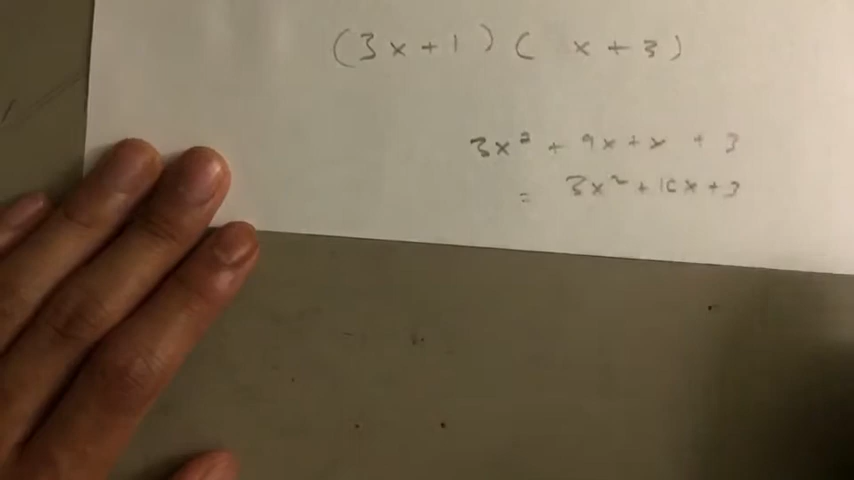 (3x+1)( x+3)
3x² + 9x+x + 3
= 3x²+10x+3